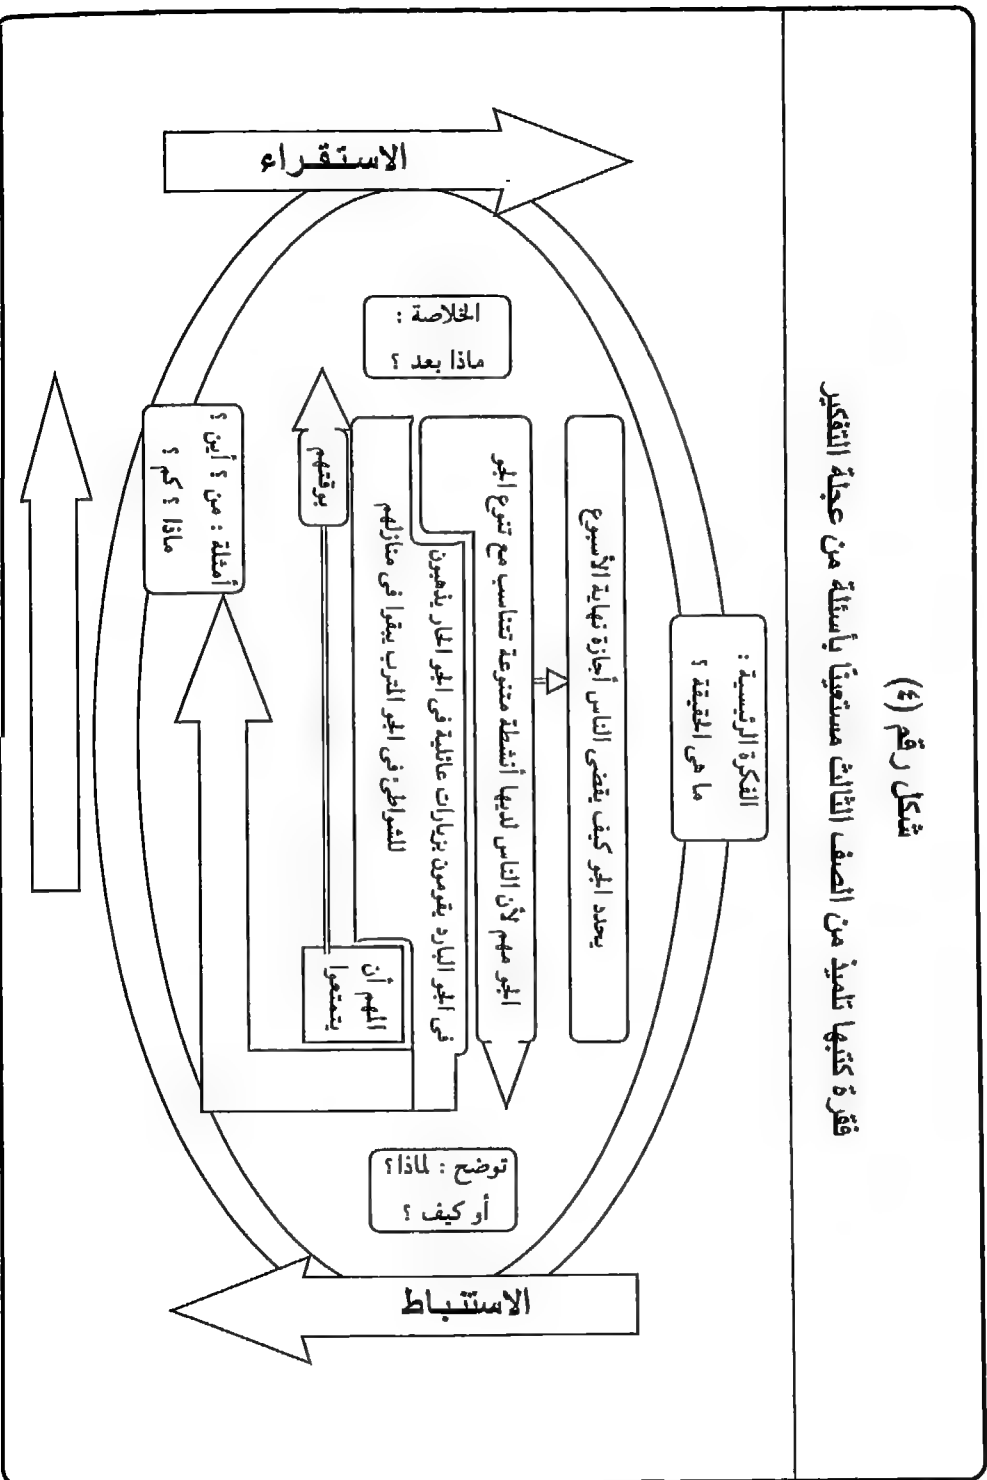 شكل رقم (٤)
فقرة كتبها تلميذ من الصف الثالث مستعينًا بأسئلة من عجلة التفكير
الفكرة الرئيسية :
ما هى الحقيقة ؟
يحدد الجو كيف يقضى الناس أجازة نهاية الأسبوع
الجو مهم لأن الناس لديها أنشطة متنوعة تتناسب مع تنوع الجو
فى الجو البارد يقومون بزيارات عائلية فى الجو الحار يذهبون
للشواطئ فى الجو المترب يبقوا فى منازلهم
المهم أن
يتمتعوا
بوقتهم
توضح : لماذا؟
أو كيف ؟
أمثلة : من ؟ أين ؟
ماذا ؟ كم ؟
الخلاصة :
ماذا بعد ؟
الاستنباط
الاستقراء